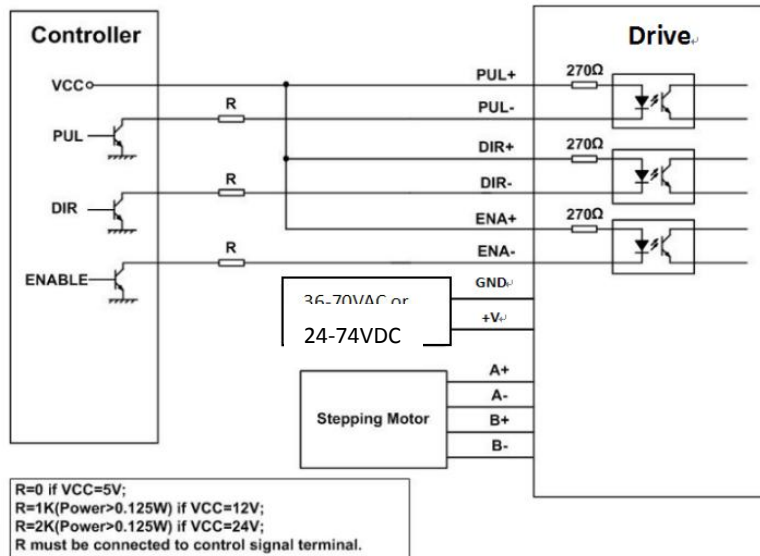 Controller
Drive
VCC
PUL
DIR
ENABLE
R
R
R
PUL+
PUL-
DIR+
DIR-
ENA+
ENA-
GND
+V
270Ω
270Ω
270Ω
36-70VAC or
24-74VDC
Stepping Motor
A+
A-
B+
B-
R=0 if VCC=5V;
R=1K(Power>0.125W) if VCC=12V;
R=2K(Power>0.125W) if VCC=24V;
R must be connected to control signal terminal.